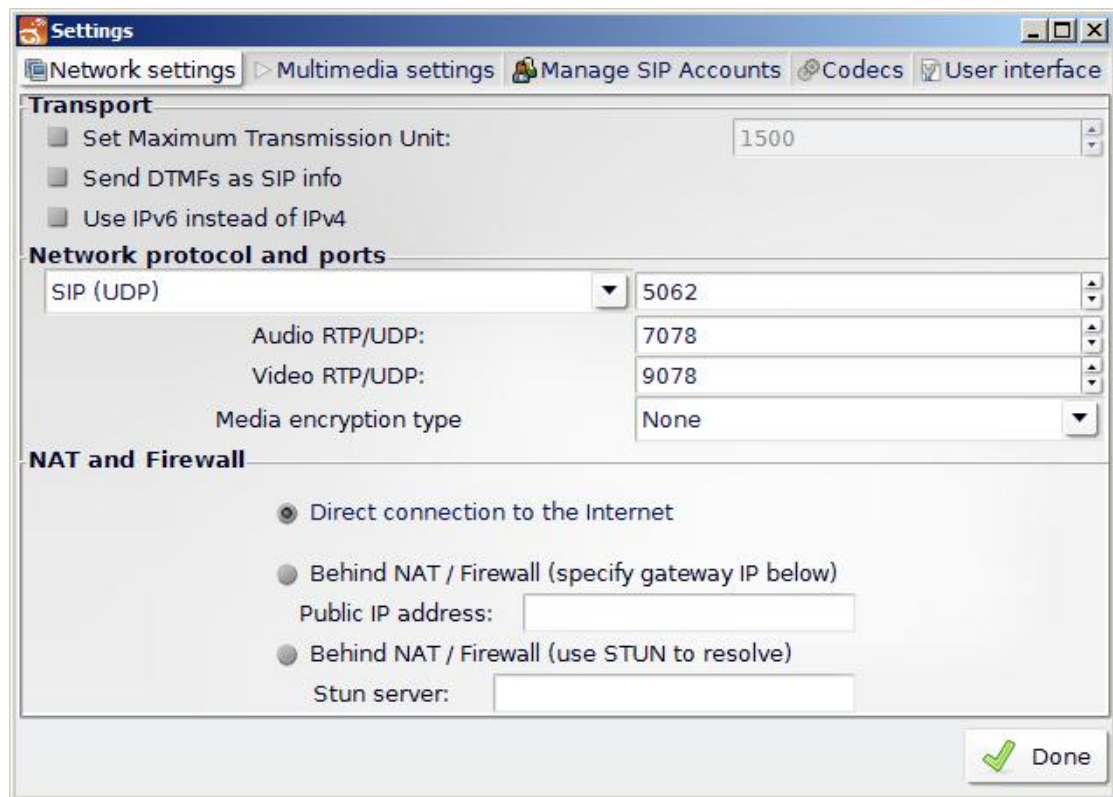 Settings
Network settings Multimedia settings Manage SIP Accounts Codecs User interface
Transport
Set Maximum Transmission Unit: 1500
Send DTMFs as SIP info
Use IPv6 instead of IPv4
Network protocol and ports
SIP (UDP) 5062
Audio RTP/UDP: 7078
Video RTP/UDP: 9078
Media encryption type None
NAT and Firewall
Direct connection to the Internet
Behind NAT / Firewall (specify gateway IP below)
Public IP address:
Behind NAT / Firewall (use STUN to resolve)
Stun server:
Done